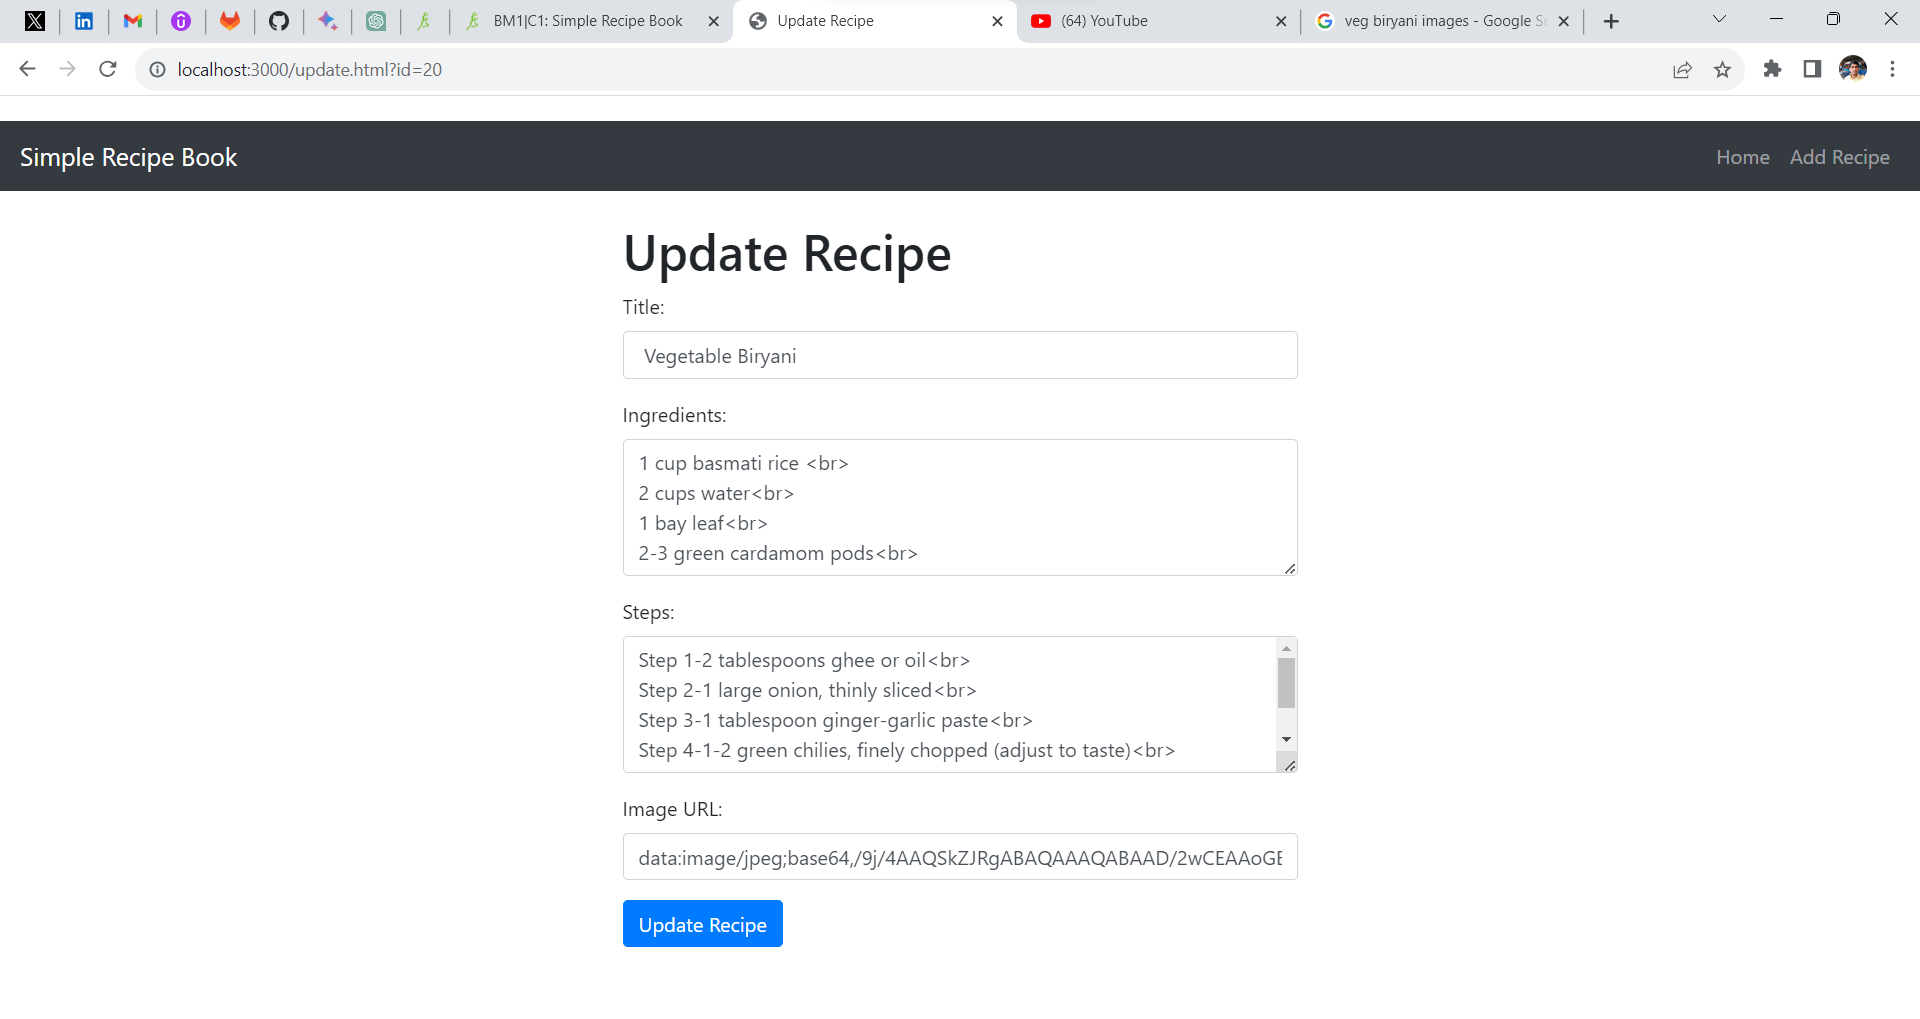 BM1|C1: Simple Recipe Book
Update Recipe
(64) YouTube
veg biryani images - Google Se
localhost:3000/update.html?id=20
Simple Recipe Book
Home
Add Recipe
Update Recipe
Title:
Vegetable Biryani
Ingredients:
1 cup basmati rice <br>
2 cups water<br>
1 bay leaf<br>
2-3 green cardamom pods<br>
Steps:
Step 1-2 tablespoons ghee or oil<br>
Step 2-1 large onion, thinly sliced<br>
Step 3-1 tablespoon ginger-garlic paste<br>
Step 4-1-2 green chilies, finely chopped (adjust to taste)<br>
Image URL:
data:image/jpeg;base64,/9j/4AAQSkZJRgABAQAAAQABAAD/2wCEAAoGE
Update Recipe